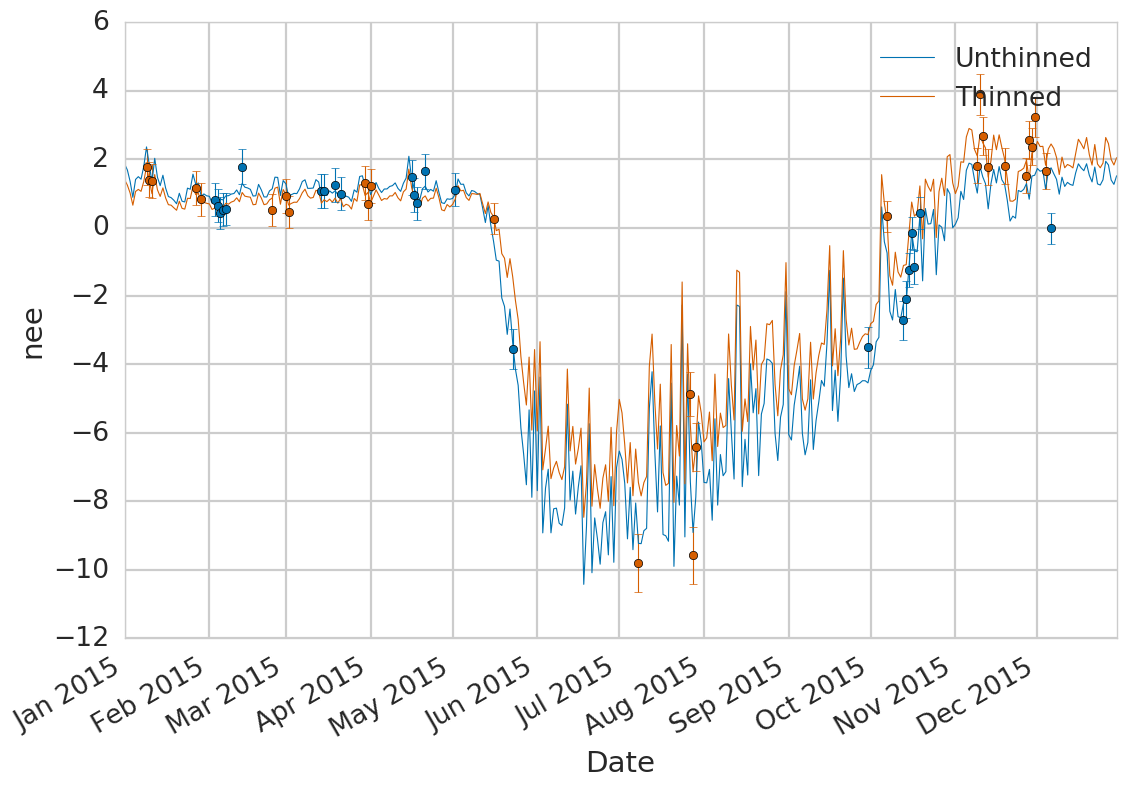 6
4
2
0
−2
−4
−6
−8
−10
−12
nee
Unthinned
Thinned
Jan 2015
Feb 2015
Mar 2015
Apr 2015
May 2015
Jun 2015
Jul 2015
Aug 2015
Sep 2015
Oct 2015
Nov 2015
Dec 2015
Date